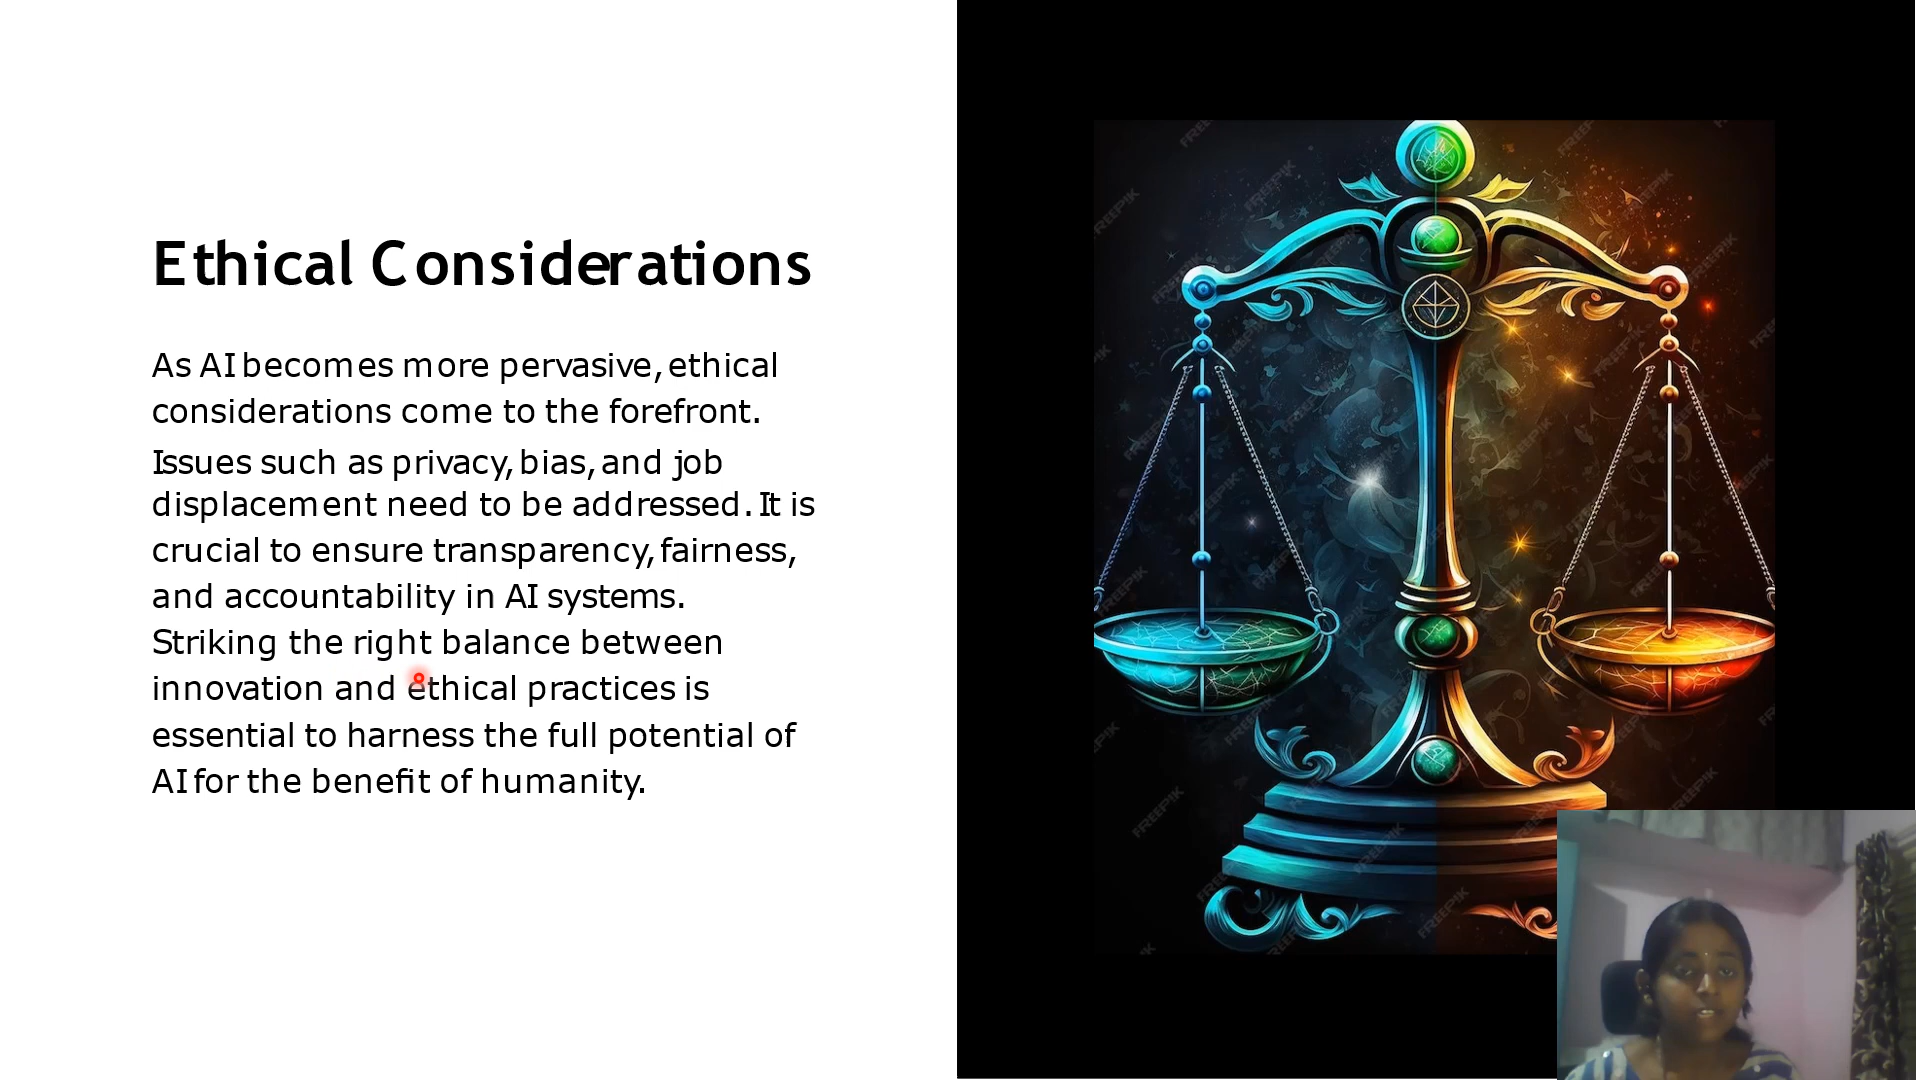 Ethical Considerations
As AI becomes more pervasive, ethical
considerations come to the forefront.
Issues such as privacy, bias, and job
displacement need to be addressed. It is
crucial to ensure transparency, fairness,
and accountability in AI systems.
Striking the right balance between
innovation and ethical practices is
essential to harness the full potential of
AI for the benefit of humanity.
FREEPIK